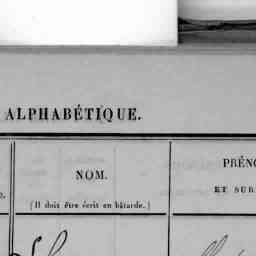 ALPHABÉTIQUE.
NOM.
(Il doit être écrit en bâtarde.)
PRÉN
ET SUR